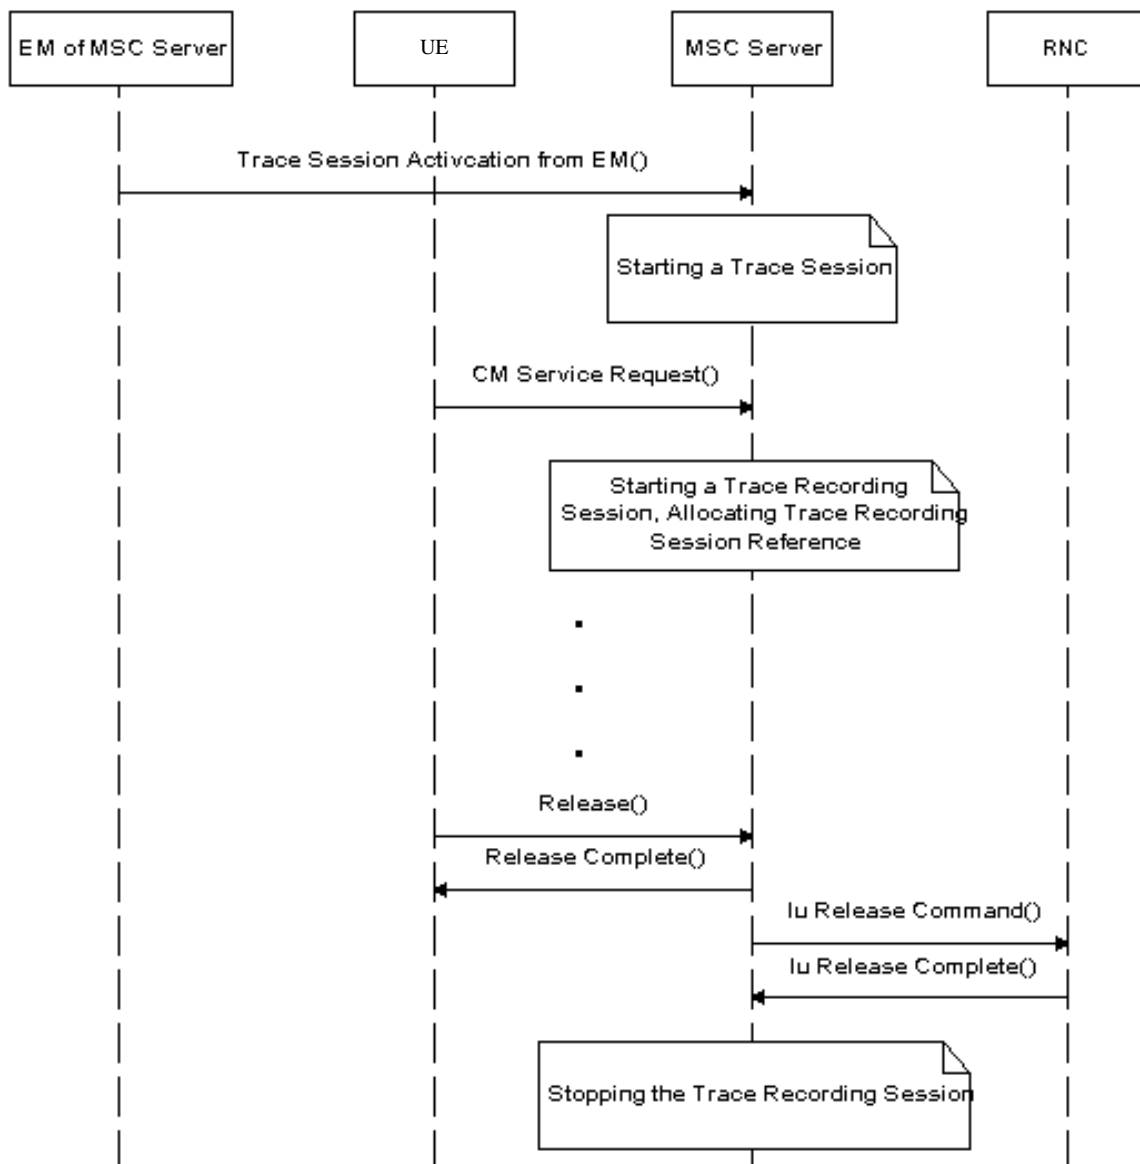 EM of MSC Server
UE
MSC Server
RNC
Trace Session Activcation from EM()
Starting a Trace Session
CM Service Request()
Starting a Trace Recording
Session, Allocating Trace Recording
Session Reference
Release()
Release Complete()
Iu Release Command()
Iu Release Complete()
Stopping the Trace Recording Session